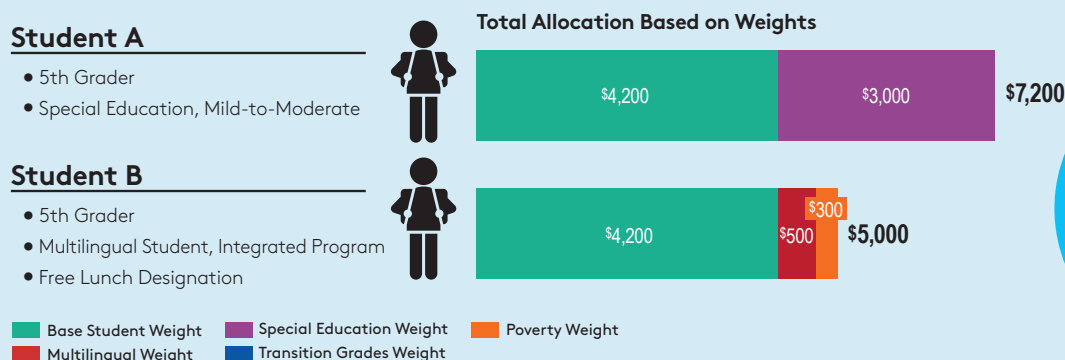 Student A
• 5th Grader
• Special Education, Mild-to-Moderate
Total Allocation Based on Weights
$4,200
$3,000
$7,200
Student B
• 5th Grader
• Multilingual Student, Integrated Program
• Free Lunch Designation
$4,200
$500
$300
$5,000
Base Student Weight
Special Education Weight
Poverty Weight
Multilingual Weight
Transition Grades Weight